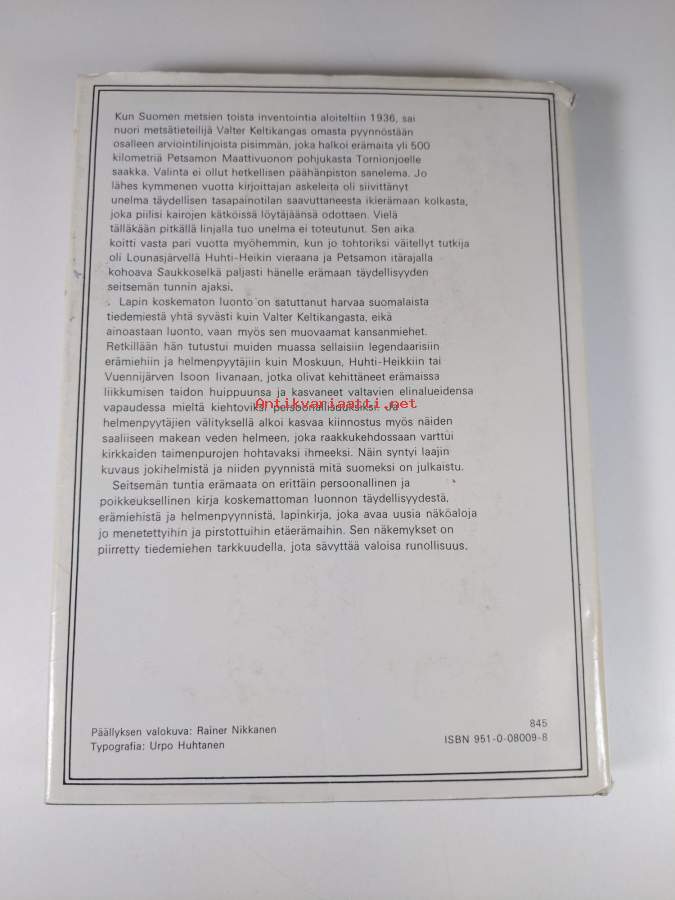 Kun Suomen metsien toista inventointia aloiteltiin 1936, sai
nuori metsätieteilijä Valter Keltikangas omasta pyynnöstään
osalleen arviointilinjoista pisimmän, joka halkoi erämaita yli 500
kilometriä Petsamon Maattivuonon pohjukasta Tornionjoelle
saakka. Valinta ei ollut hetkellisen päähänpiston sanelema. Jo
lähes kymmenen vuotta kirjoittajan askeleita oli siivittänyt
unelma täydellisen tasapainotilan saavuttaneesta ikierämaan kolkasta,
joka piilisi kairojen kätköissä löytäjäänsä odottaen. Vielä
tälläkään pitkällä linjalla tuo unelma ei toteutunut. Sen aika
koitti vasta pari vuotta myöhemmin, kun jo tohtoriksi väitellyt tutkija
oli Lounasjärvellä Huhti-Heikin vieraana ja Petsamon itärajalla
kohoava Saukkoselkä paljasti hänelle erämaan täydellisyyden
seitsemän tunnin ajaksi.
Lapin koskematon luonto on satuttanut harvaa suomalaista
tiedemiestä yhtä syvästi kuin Valter Keltikangasta, eikä
ainoastaan luonto, vaan myös sen muovaamat kansanmiehet.
Retkillään hän tutustui muiden muassa sellaisiin legendaarisiin
erämiehiin ja helmenpyytäjiin kuin Moskuun, Huhti-Heikkiin tai
Vuennijärven Isoon Iivanaan, jotka olivat kehittäneet erämaissa
liikkumisen taidon huippuunsa ja kasvaneet valtavien elinalueidensa
vapaudessa mieltä kiehtoviksi persoonallisuuksiksi. Ja
Antikvariaatti.net
helmenpyytäjien välityksellä alkoi kasvaa kiinnostus myös näiden
saaliiseen makean veden helmeen, joka raakkukehdossaan varttui
kirkkaiden taimenpurojen hohtavaksi ihmeeksi. Näin syntyi laajin
kuvaus jokihelmistä ja niiden pyynnistä mitä suomeksi on julkaistu.
Seitsemän tuntia erämaata on erittäin persoonallinen ja
poikkeuksellinen kirja koskemattoman luonnon täydellisyydestä,
erämiehistä ja helmenpyynnistä, lapinkirja, joka avaa uusia näköaloja
jo menetettyihin ja pirstottuihin etäerämaihin. Sen näkemykset on
piirretty tiedemiehen tarkkuudella, jota sävyttää valoisa runollisuus.
Päällyksen valokuva: Rainer Nikkanen
Typografia: Urpo Huhtanen
845
ISBN 951-0-08009-8